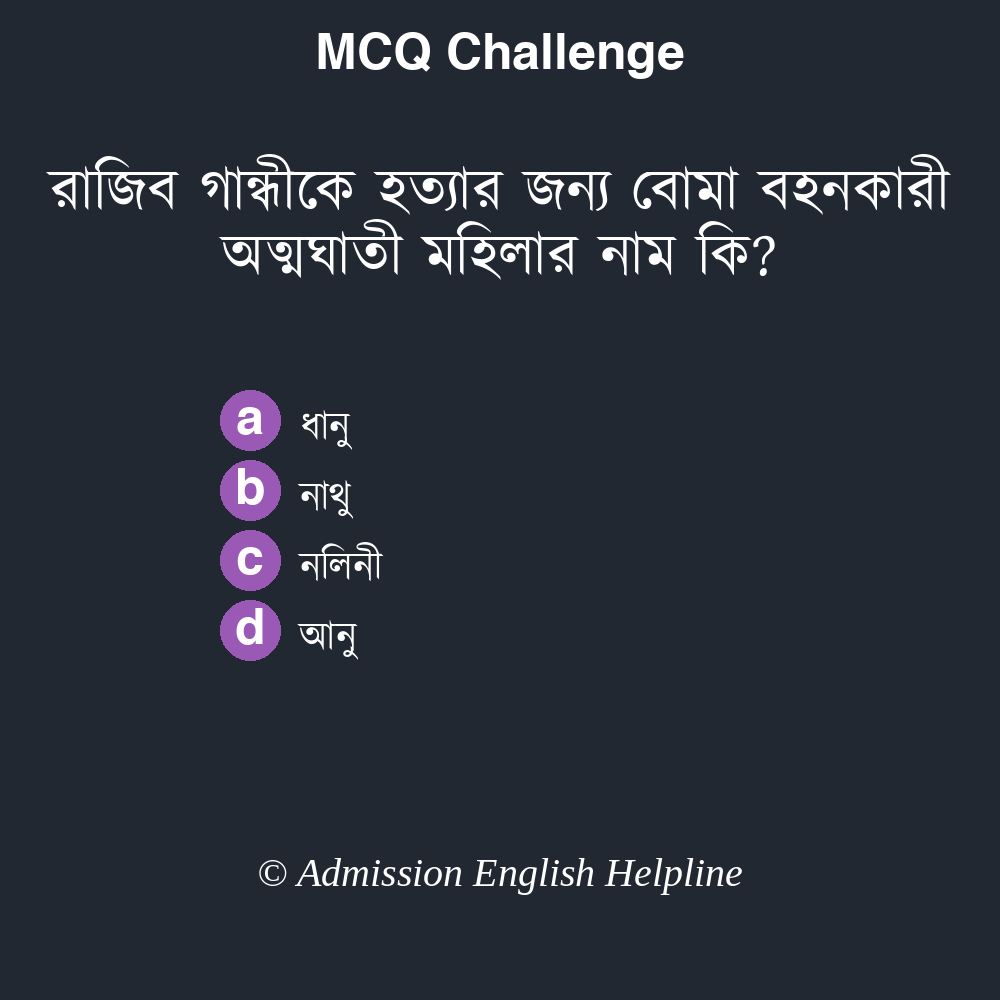 MCQ Challenge
রাজিব গান্ধীকে হত্যার জন্য বোমা বহনকারী
অত্মঘাতী মহিলার নাম কি?
a ধানু
b নাথু
c নলিনী
d আনু
© Admission English Helpline